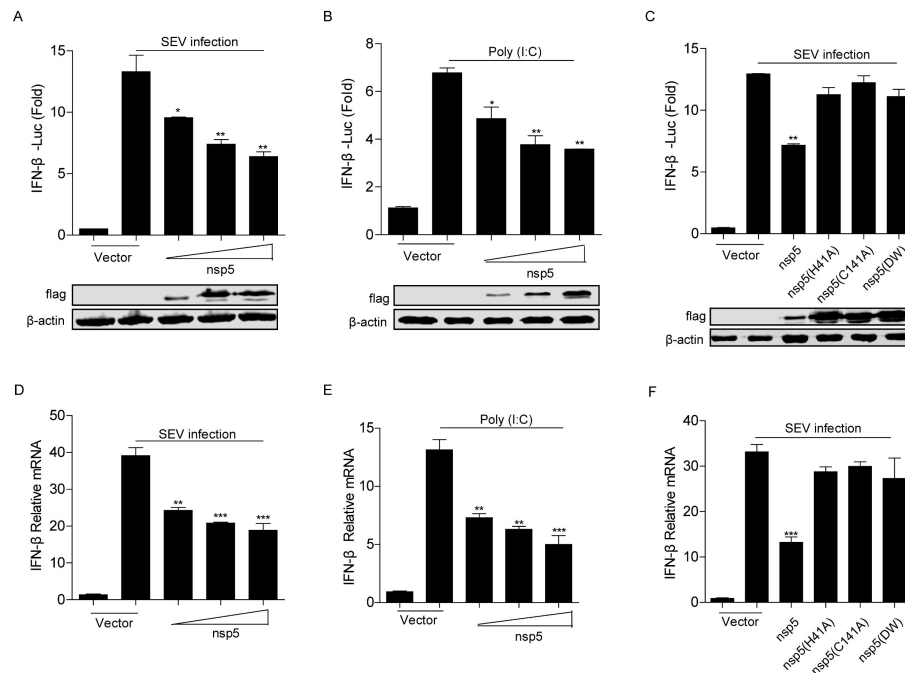 A
SEV infection
IFN-β -Luc (Fold)
15
10
5
0
*
**
**
Vector
nsp5
flag
β-actin
B
Poly (I:C)
IFN-β -Luc (Fold)
8
6
4
2
0
*
**
**
Vector
nsp5
flag
β-actin
C
SEV infection
IFN-β -Luc (Fold)
15
10
5
0
**
Vector
nsp5
nsp5(H41A)
nsp5(C141A)
nsp5(DW)
flag
β-actin
D
SEV infection
IFN-β Relative mRNA
50
40
30
20
10
0
**
***
***
Vector
nsp5
E
Poly (I:C)
IFN-β Relative mRNA
15
10
5
0
**
**
***
Vector
nsp5
F
SEV infection
IFN-β Relative mRNA
40
30
20
10
0
***
Vector
nsp5
nsp5(H41A)
nsp5(C141A)
nsp5(DW)